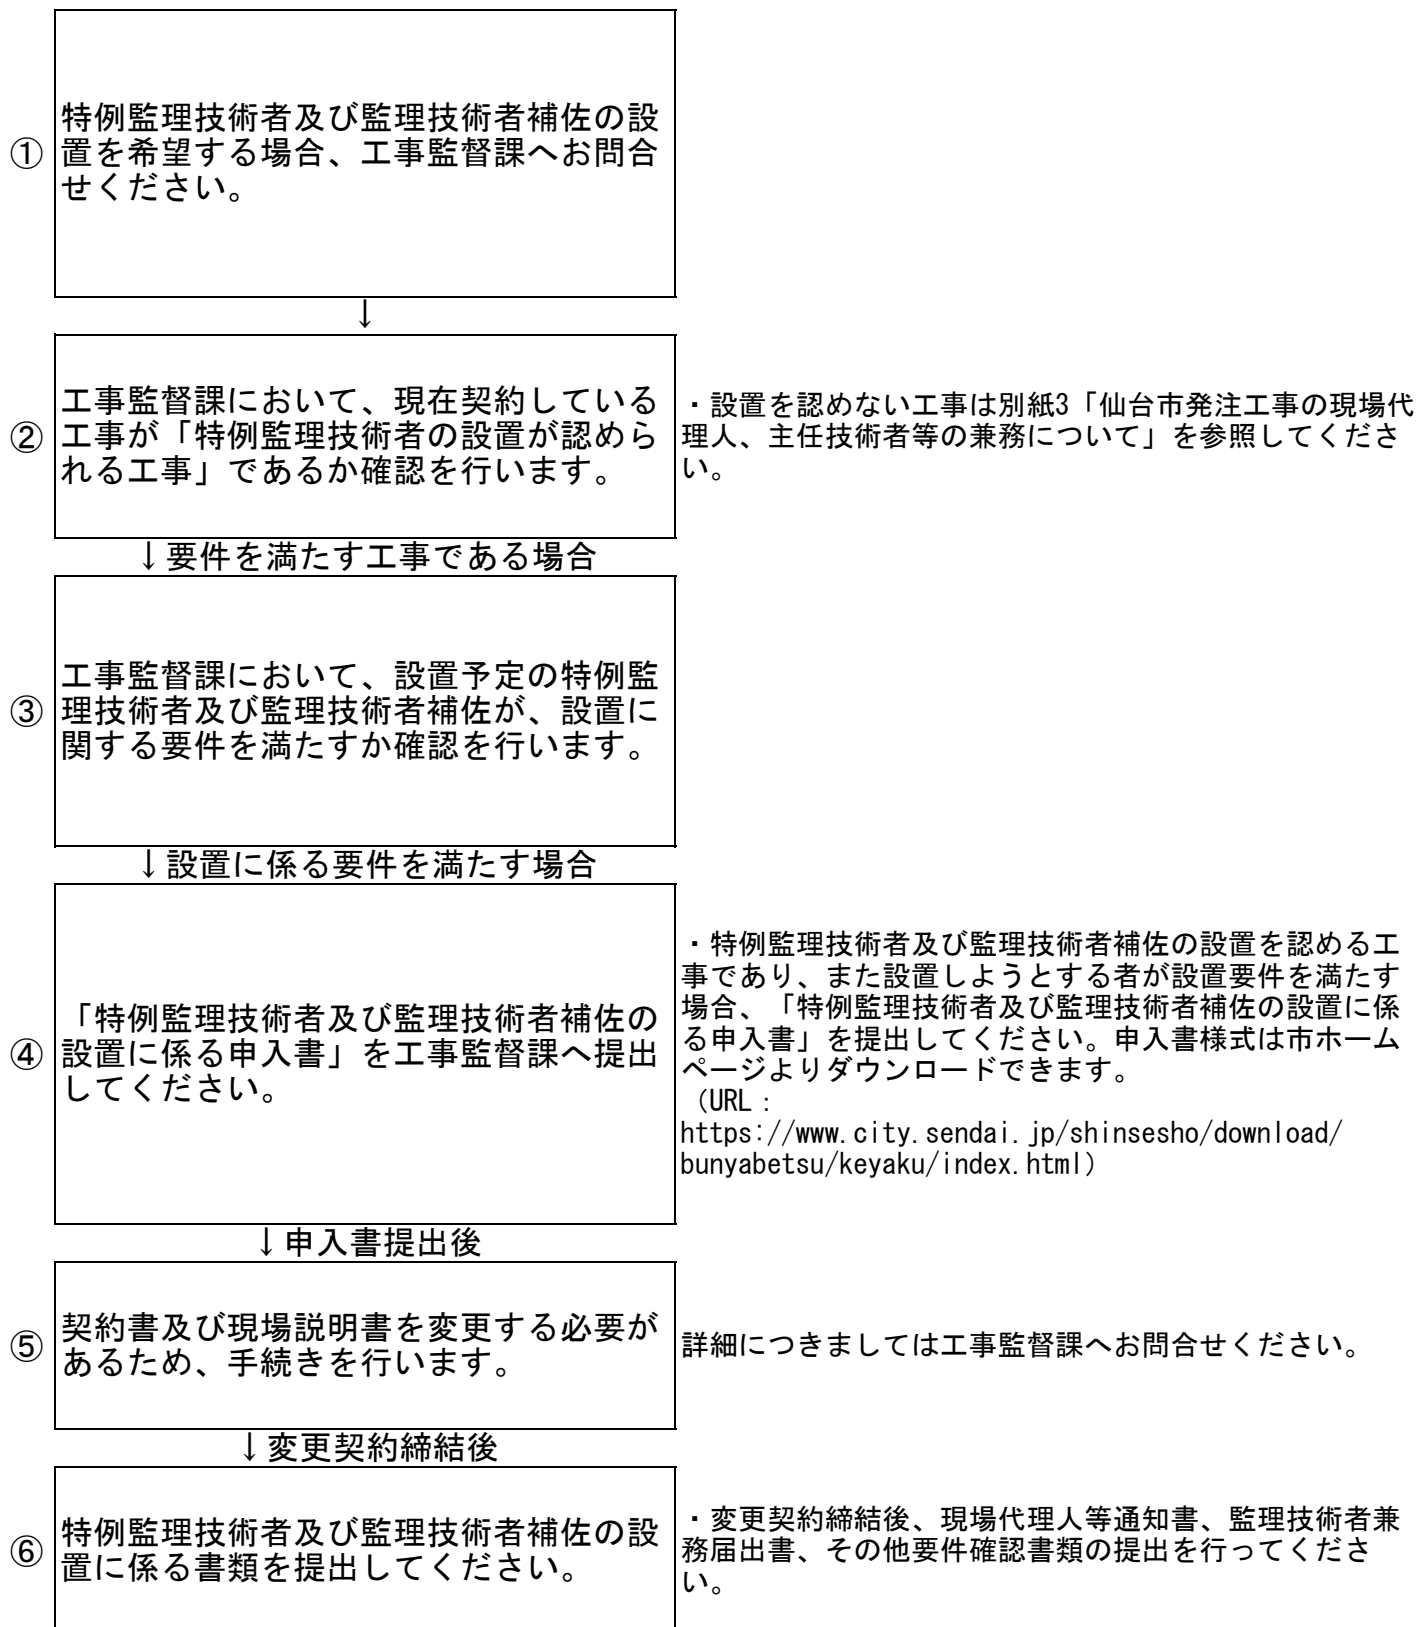 ①
特例監理技術者及び監理技術者補佐の設
置を希望する場合、工事監督課へお問合
せください。
↓
②
工事監督課において、現在契約している
工事が「特例監理技術者の設置が認めら
れる工事」であるか確認を行います。
・設置を認めない工事は別紙3「仙台市発注工事の現場代
理人、主任技術者等の兼務について」を参照してくださ
い。
↓要件を満たす工事である場合
③
工事監督課において、設置予定の特例監
理技術者及び監理技術者補佐が、設置に
関する要件を満たすか確認を行います。
↓設置に係る要件を満たす場合
④
「特例監理技術者及び監理技術者補佐の
設置に係る申入書」を工事監督課へ提出
してください。
・特例監理技術者及び監理技術者補佐の設置を認める工
事であり、また設置しようとする者が設置要件を満たす
場合、「特例監理技術者及び監理技術者補佐の設置に係
る申入書」を提出してください。申入書様式は市ホーム
ページよりダウンロードできます。
（URL：
https://www.city.sendai.jp/shinsesho/download/
bunyabetsu/keyaku/index.html）
↓申入書提出後
⑤
契約書及び現場説明書を変更する必要が
あるため、手続きを行います。
詳細につきましては工事監督課へお問合せください。
↓変更契約締結後
⑥
特例監理技術者及び監理技術者補佐の設
置に係る書類を提出してください。
・変更契約締結後、現場代理人等通知書、監理技術者兼
務届出書、その他要件確認書類の提出を行ってくださ
い。